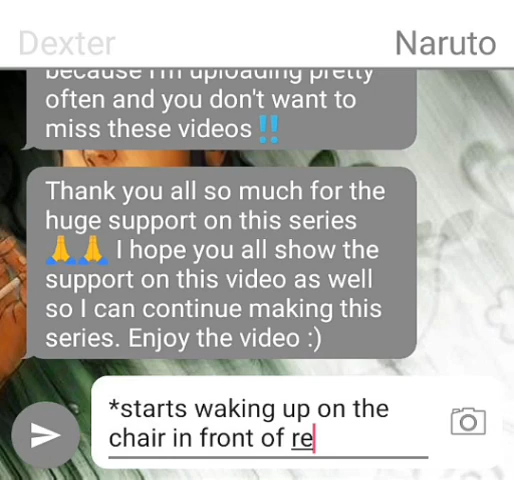 Dexter
Naruto
because I'm uploading pretty
often and you don't want to
miss these videos‼️
Thank you all so much for the
huge support on this series
🙏🙏 I hope you all show the
support on this video as well
so I can continue making this
series. Enjoy the video :)
*starts waking up on the
chair in front of re